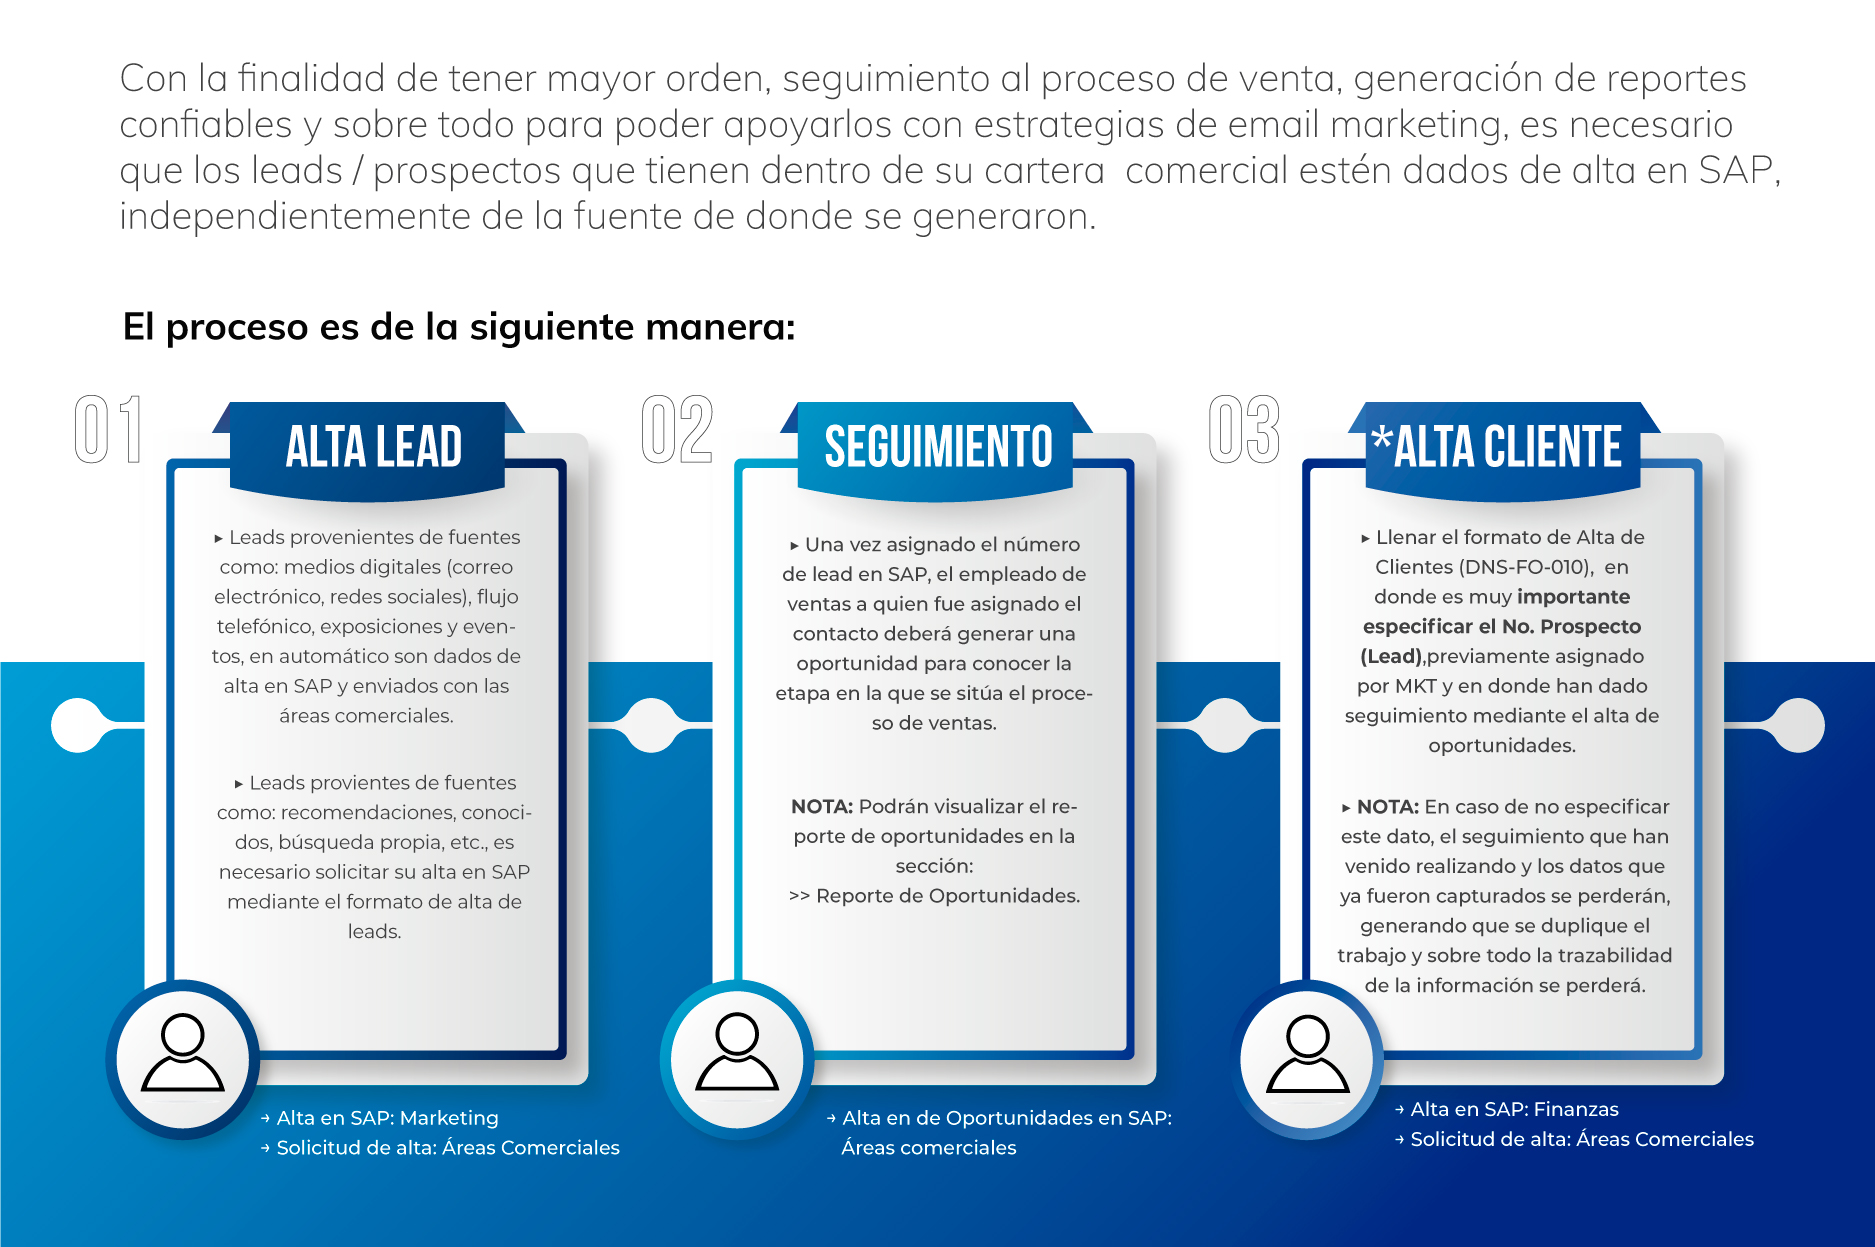 Con la finalidad de tener mayor orden, seguimiento al proceso de venta, generación de reportes
confiables y sobre todo para poder apoyarlos con estrategias de email marketing, es necesario
que los leads / prospectos que tienen dentro de su cartera  comercial estén dados de alta en SAP,
independientemente de la fuente de donde se generaron.
El proceso es de la siguiente manera:
01
ALTA LEAD
▸ Leads provenientes de fuentes
como: medios digitales (correo
electrónico, redes sociales), flujo
telefónico, exposiciones y even-
tos, en automático son dados de
alta en SAP y enviados con las
áreas comerciales.
▸ Leads provientes de fuentes
como: recomendaciones, conoci-
dos, búsqueda propia, etc., es
necesario solicitar su alta en SAP
mediante el formato de alta de
leads.
→ Alta en SAP: Marketing
→ Solicitud de alta: Áreas Comerciales
02
SEGUIMIENTO
▸ Una vez asignado el número
de lead en SAP, el empleado de
ventas a quien fue asignado el
contacto deberá generar una
oportunidad para conocer la
etapa en la que se sitúa el proce-
so de ventas.
NOTA: Podrán visualizar el re-
porte de oportunidades en la
sección:
>> Reporte de Oportunidades.
→ Alta en de Oportunidades en SAP:
Áreas comerciales
03
*ALTA CLIENTE
▸ Llenar el formato de Alta de
Clientes (DNS-FO-010),  en
donde es muy importante
especificar el No. Prospecto
(Lead),previamente asignado
por MKT y en donde han dado
seguimiento mediante el alta de
oportunidades.
▸ NOTA: En caso de no especificar
este dato, el seguimiento que han
venido realizando y los datos que
ya fueron capturados se perderán,
generando que se duplique el
trabajo y sobre todo la trazabilidad
de la información se perderá.
→ Alta en SAP: Finanzas
→ Solicitud de alta: Áreas Comerciales